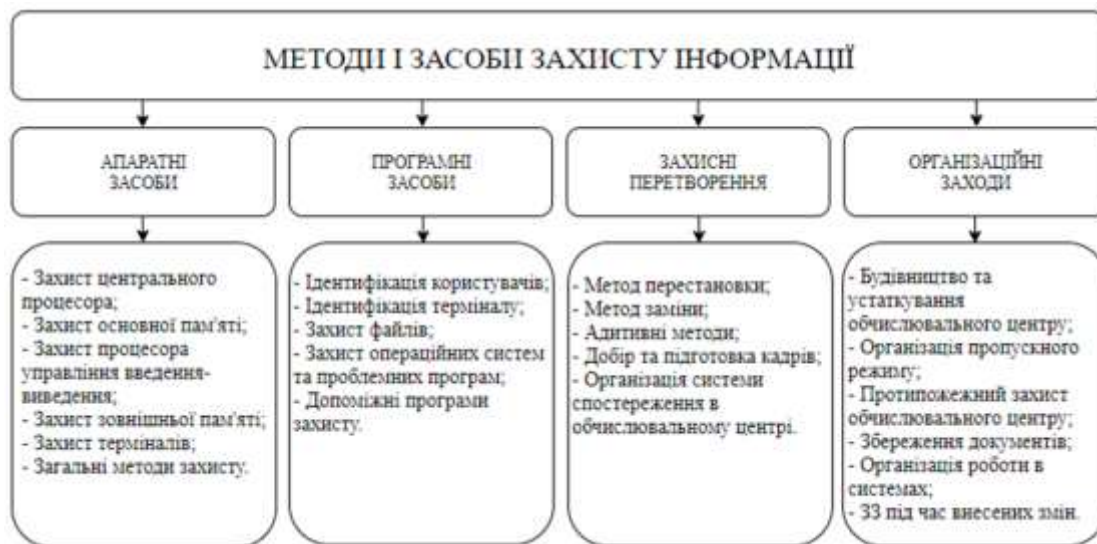 МЕТОДИ І ЗАСОБИ ЗАХИСТУ ІНФОРМАЦІЇ
АПАРАТНІ
ЗАСОБИ
ПРОГРАМНІ
ЗАСОБИ
ЗАХИСНІ
ПЕРЕТВОРЕННЯ
ОРГАНІЗАЦІЙНІ
ЗАХОДИ
- Захист центрального
процесора;
- Захист основної пам'яті;
- Захист процесора
управління введення-
виведення;
- Захист зовнішньої пам'яті;
- Захист терміналів;
- Загальні методи захисту.
- Ідентифікація користувачів;
- Ідентифікація терміналу;
- Захист файлів;
- Захист операційних систем
та проблемних програм;
- Допоміжні програми
захисту.
- Метод перестановки;
- Метод заміни;
- Адитивні методи;
- Добір та підготовка кадрів;
- Організація системи
спостереження в
обчислювальному центрі.
- Будівництво та
устаткування
обчислювального центру;
- Організація пропускного
режиму;
- Протипожежний захист
обчислювального центру;
- Збереження документів;
- Організація роботи в
системах;
- ЗЗ під час внесених змін.